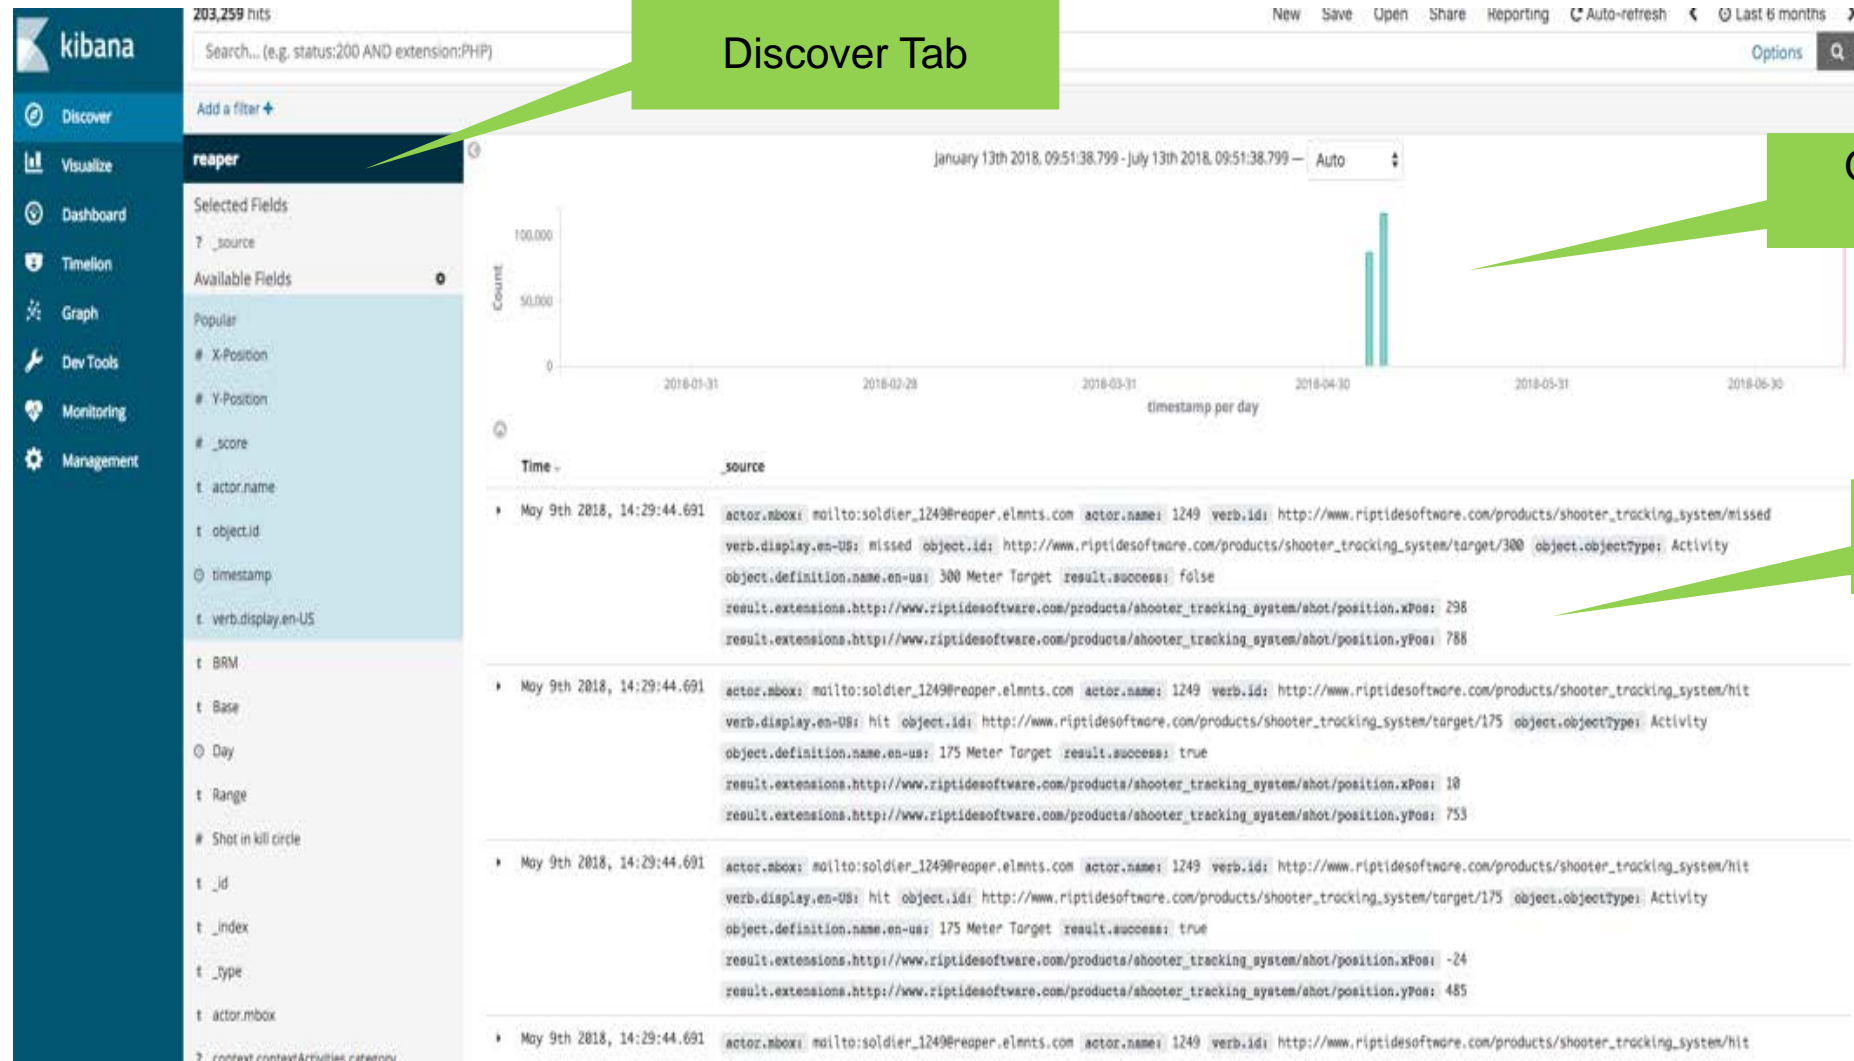 203,259 hits
New Save Open Share Reporting Auto-refresh Last 6 months
kibana
Search... (e.g. status:200 AND extension:PHP)
Options
Discover Tab
Add a filter +
Discover
Visualize
Dashboard
Timelion
Graph
Dev Tools
Monitoring
Management
reaper
Selected Fields
? _source
Available Fields
Popular
# X-Position
# Y-Position
# _score
t actor.name
t object.id
timestamp
t verb.display.en-US
t BRM
t Base
Day
t Range
# Shot in kill circle
t _id
t _index
t _type
t actor.mbox
? context.contextActivities.category
January 13th 2018, 09:51:38.799 - July 13th 2018, 09:51:38.799 — Auto
Count
100,000
50,000
0
2018-01-31 2018-02-28 2018-03-31 2018-04-30 2018-05-31 2018-06-30
timestamp per day
Time _source
May 9th 2018, 14:29:44.691 actor.mbox: mailto:soldier_1249@reaper.elmnts.com actor.name: 1249 verb.id: http://www.riptidesoftware.com/products/shooter_tracking_system/missed
verb.display.en-US: missed object.id: http://www.riptidesoftware.com/products/shooter_tracking_system/target/300 object.objectType: Activity
object.definition.name.en-us: 300 Meter Target result.success: false
result.extensions.http://www.riptidesoftware.com/products/shooter_tracking_system/shot/position.xPos: 298
result.extensions.http://www.riptidesoftware.com/products/shooter_tracking_system/shot/position.yPos: 788
May 9th 2018, 14:29:44.691 actor.mbox: mailto:soldier_1249@reaper.elmnts.com actor.name: 1249 verb.id: http://www.riptidesoftware.com/products/shooter_tracking_system/hit
verb.display.en-US: hit object.id: http://www.riptidesoftware.com/products/shooter_tracking_system/target/175 object.objectType: Activity
object.definition.name.en-us: 175 Meter Target result.success: true
result.extensions.http://www.riptidesoftware.com/products/shooter_tracking_system/shot/position.xPos: 10
result.extensions.http://www.riptidesoftware.com/products/shooter_tracking_system/shot/position.yPos: 753
May 9th 2018, 14:29:44.691 actor.mbox: mailto:soldier_1249@reaper.elmnts.com actor.name: 1249 verb.id: http://www.riptidesoftware.com/products/shooter_tracking_system/hit
verb.display.en-US: hit object.id: http://www.riptidesoftware.com/products/shooter_tracking_system/target/175 object.objectType: Activity
object.definition.name.en-us: 175 Meter Target result.success: true
result.extensions.http://www.riptidesoftware.com/products/shooter_tracking_system/shot/position.xPos: -24
result.extensions.http://www.riptidesoftware.com/products/shooter_tracking_system/shot/position.yPos: 485
May 9th 2018, 14:29:44.691 actor.mbox: mailto:soldier_1249@reaper.elmnts.com actor.name: 1249 verb.id: http://www.riptidesoftware.com/products/shooter_tracking_system/hit